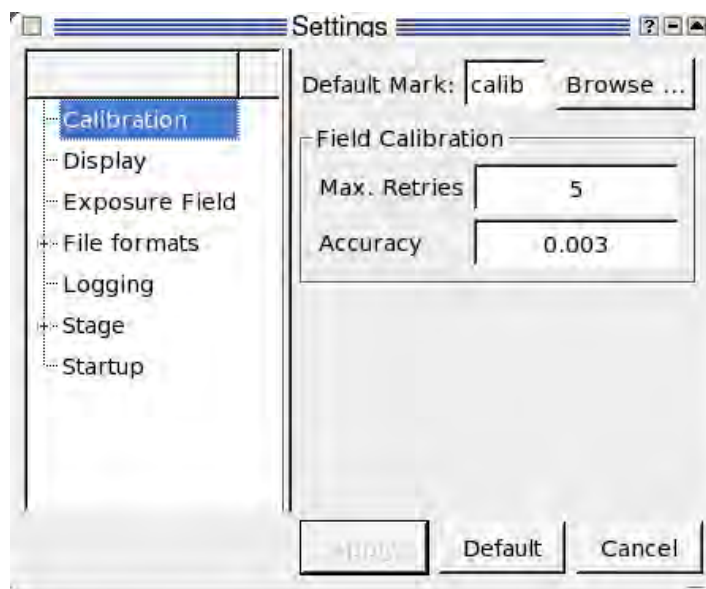 Settings
Default Mark: calib Browse ...
Calibration
Display
Exposure Field
File formats
Logging
Stage
Startup
Field Calibration
Max. Retries 5
Accuracy 0.003
Apply Default Cancel